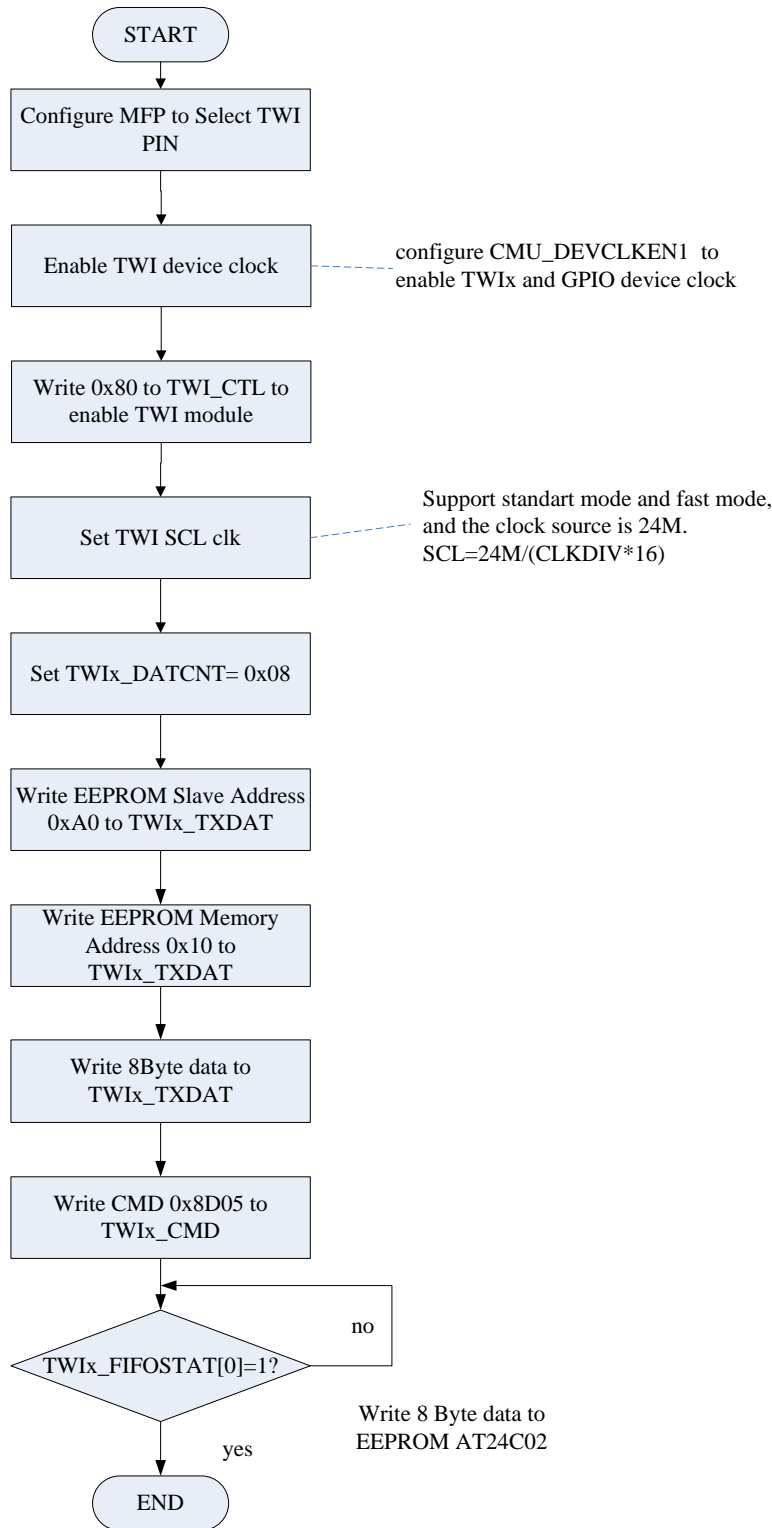 START
Configure MFP to Select TWI
PIN
Enable TWI device clock
configure CMU_DEVCLKEN1 to
enable TWIx and GPIO device clock
Write 0x80 to TWI_CTL to
enable TWI module
Set TWI SCL clk
Support standart mode and fast mode,
and the clock source is 24M.
SCL=24M/(CLKDIV*16)
Set TWIx_DATCNT= 0x08
Write EEPROM Slave Address
0xA0 to TWIx_TXDAT
Write EEPROM Memory
Address 0x10 to
TWIx_TXDAT
Write 8Byte data to
TWIx_TXDAT
Write CMD 0x8D05 to
TWIx_CMD
no
TWIx_FIFOSTAT[0]=1?
Write 8 Byte data to
EEPROM AT24C02
yes
END